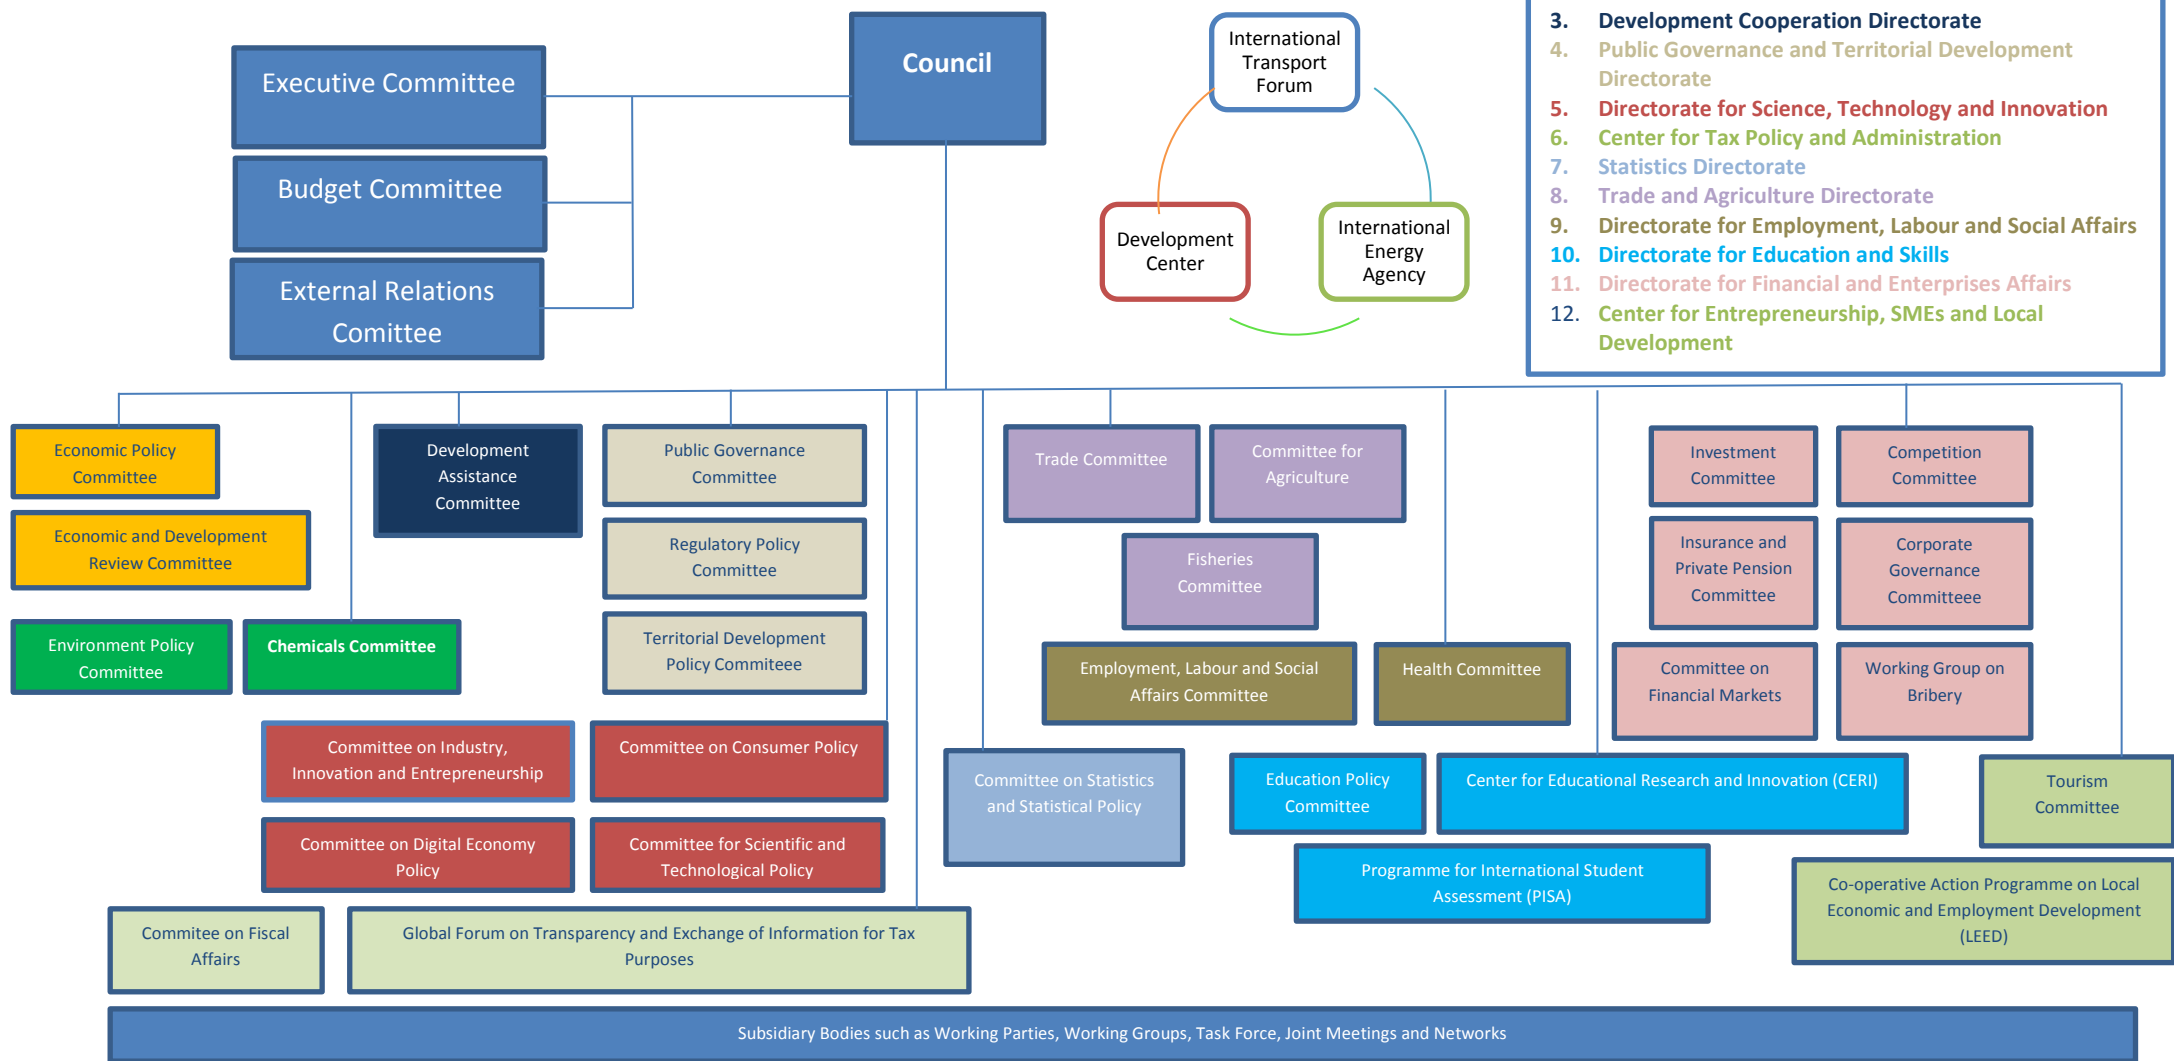 Executive Committee
Budget Committee
External Relations
Comittee
Council
International
Transport
Forum
Development
Center
International
Energy
Agency
3. Development Cooperation Directorate
4. Public Governance and Territorial Development
Directorate
5. Directorate for Science, Technology and Innovation
6. Center for Tax Policy and Administration
7. Statistics Directorate
8. Trade and Agriculture Directorate
9. Directorate for Employment, Labour and Social Affairs
10. Directorate for Education and Skills
11. Directorate for Financial and Enterprises Affairs
12. Center for Entrepreneurship, SMEs and Local
Development
Economic Policy
Committee
Economic and Development
Review Committee
Environment Policy
Committee
Chemicals Committee
Development
Assistance
Committee
Public Governance
Committee
Regulatory Policy
Committee
Territorial Development
Policy Commiteee
Committee on Industry,
Innovation and Entrepreneurship
Committee on Consumer Policy
Committee on Digital Economy
Policy
Committee for Scientific and
Technological Policy
Commitee on Fiscal
Affairs
Global Forum on Transparency and Exchange of Information for Tax
Purposes
Committee on Statistics
and Statistical Policy
Trade Committee
Committee for
Agriculture
Fisheries
Committee
Employment, Labour and Social
Affairs Committee
Health Committee
Education Policy
Committee
Center for Educational Research and Innovation (CERI)
Programme for International Student
Assessment (PISA)
Investment
Committee
Competition
Committee
Insurance and
Private Pension
Committee
Corporate
Governance
Committeee
Committee on
Financial Markets
Working Group on
Bribery
Tourism
Committee
Co-operative Action Programme on Local
Economic and Employment Development
(LEED)
Subsidiary Bodies such as Working Parties, Working Groups, Task Force, Joint Meetings and Networks